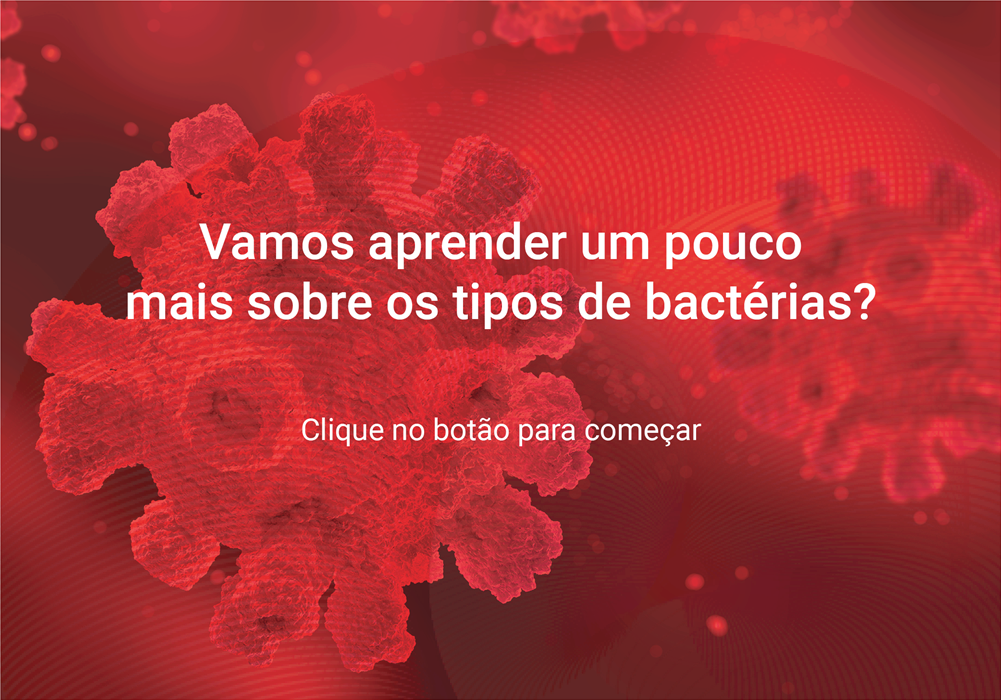 Vamos aprender um pouco
mais sobre os tipos de bactérias?
Clique no botão para começar